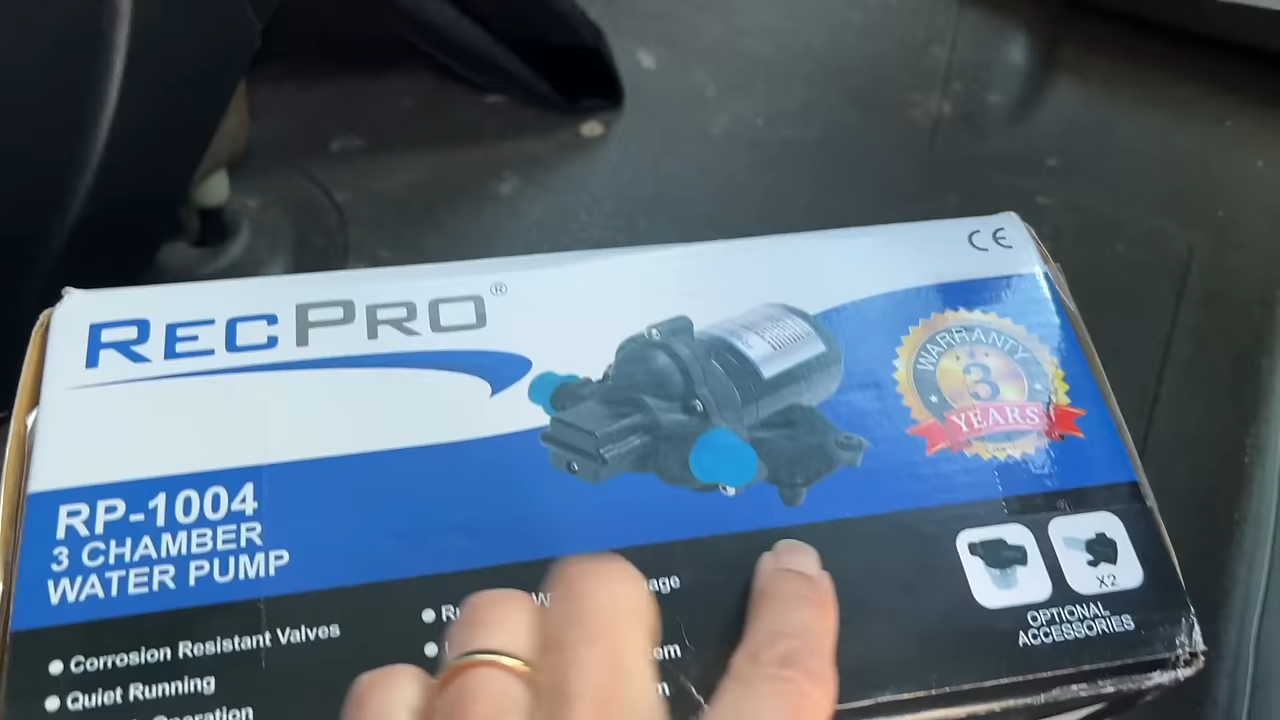 RECPRO®
CE
WARRANTY
3
YEARS
RP-1004
3 CHAMBER
WATER PUMP
Corrosion Resistant Valves
Quiet Running
Operation
X2
OPTIONAL
ACCESSORIES